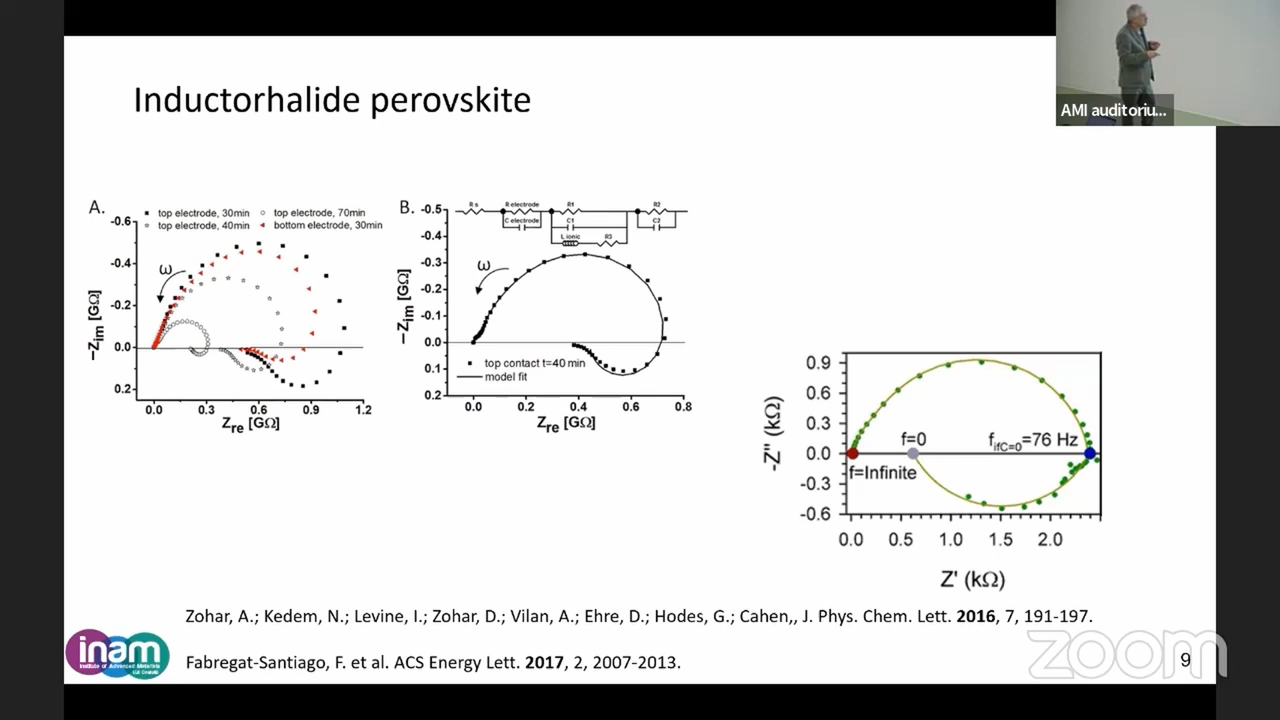 AMI auditoriu...
Inductorhalide perovskite
A.
top electrode, 30min
top electrode, 70min
top electrode, 40min
bottom electrode, 30min
-0.6
-0.4
-0.2
0.0
0.2
ω
−Zim [GΩ]
0.0 0.3 0.6 0.9 1.2
Zre [GΩ]
B.
R s
R electrode
C electrode
R1
C1
L ionic
R3
R2
C2
-0.5
-0.4
-0.3
-0.2
-0.1
0.0
0.1
0.2
ω
−Zim [GΩ]
top contact t=40 min
model fit
0.0 0.2 0.4 0.6 0.8
Zre [GΩ]
0.9
0.6
0.3
0.0
-0.3
-0.6
-Z'' (kΩ)
f=0
fifC=0=76 Hz
f=Infinite
0.0 0.5 1.0 1.5 2.0
Z' (kΩ)
Zohar, A.; Kedem, N.; Levine, I.; Zohar, D.; Vilan, A.; Ehre, D.; Hodes, G.; Cahen,, J. Phys. Chem. Lett. 2016, 7, 191-197.
Fabregat-Santiago, F. et al. ACS Energy Lett. 2017, 2, 2007-2013.
inam
Institute of Advanced Materials
zoom
9